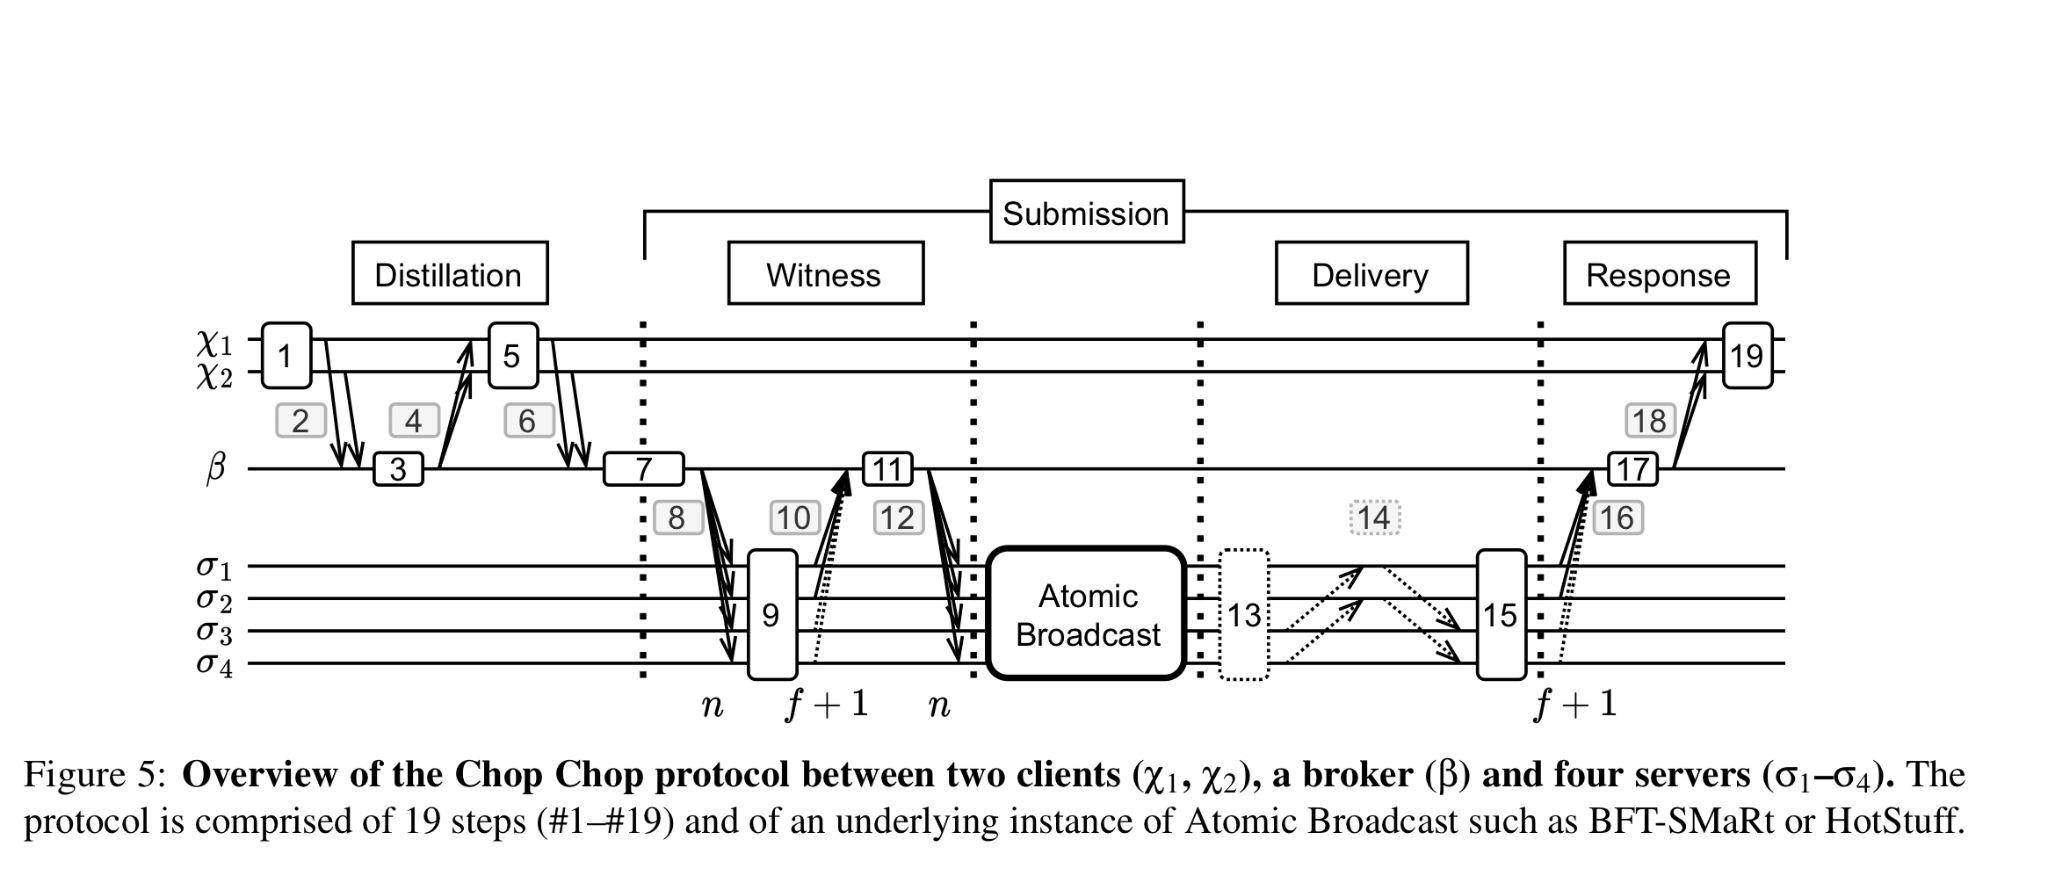 Submission
Distillation Witness Delivery Response
χ1 1 5 19
χ2
2 4 6 18
β 3 7 11 17
8 10 12 14 16
σ1
σ2 Atomic
9 13 15
σ3 Broadcast
σ4
n f + 1 n f + 1
Figure 5: Overview of the Chop Chop protocol between two clients (χ1, χ2), a broker (β) and four servers (σ1–σ4). The
protocol is comprised of 19 steps (#1–#19) and of an underlying instance of Atomic Broadcast such as BFT-SMaRt or HotStuff.